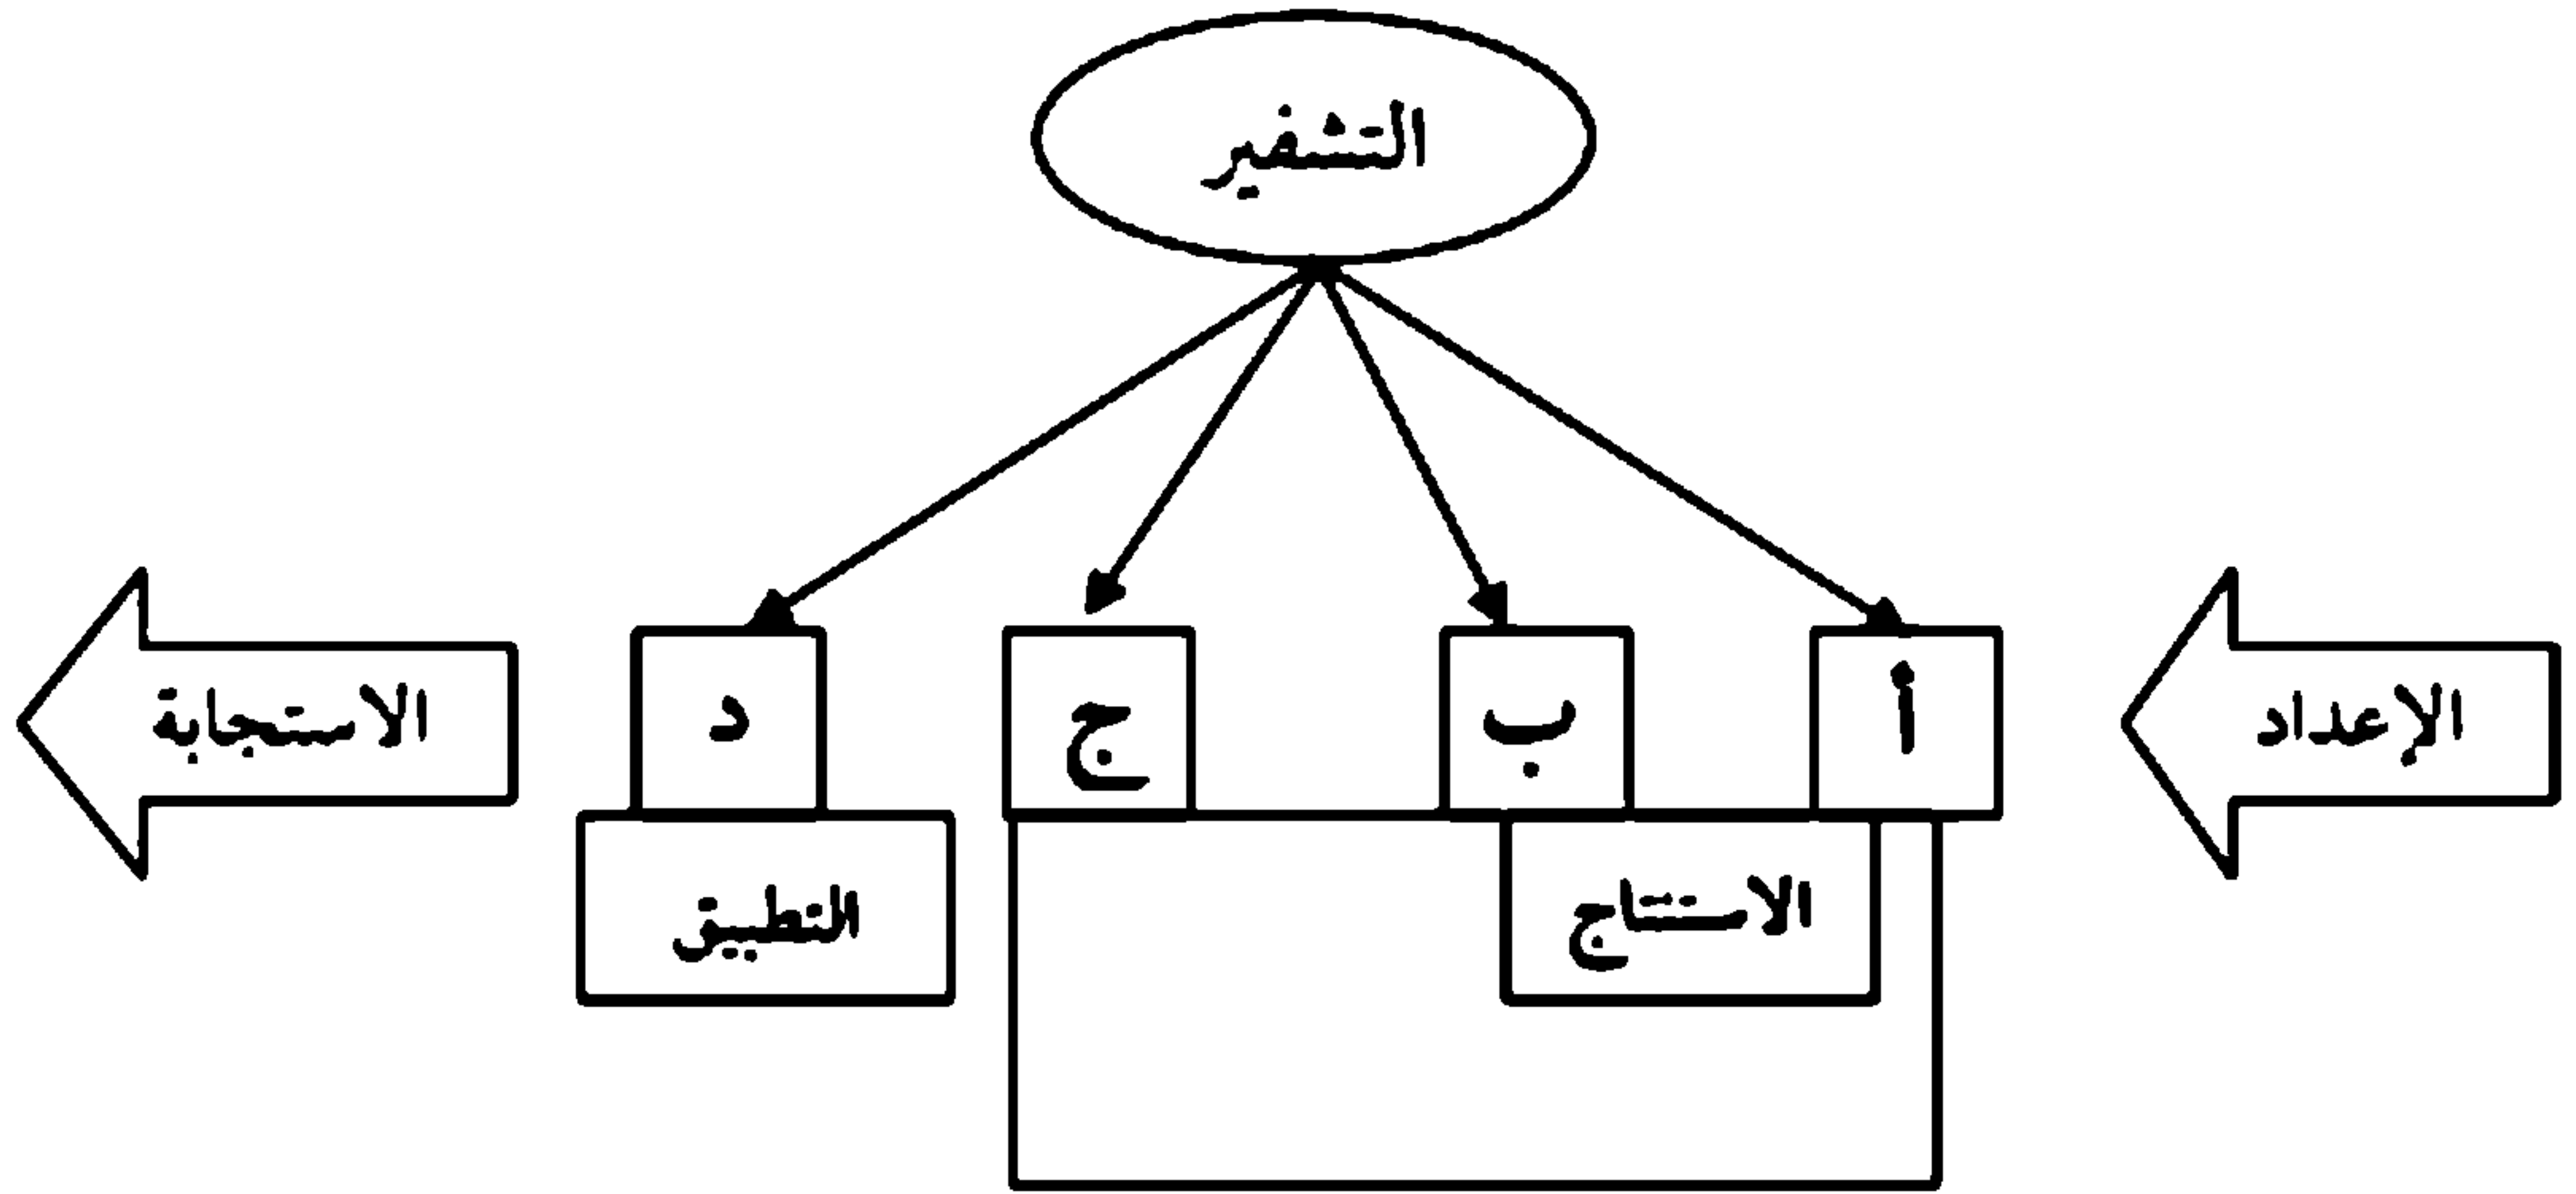 التشفير
الإعداد
أ
ب
ج
د
الاستجابة
الاستنتاج
التطبيق